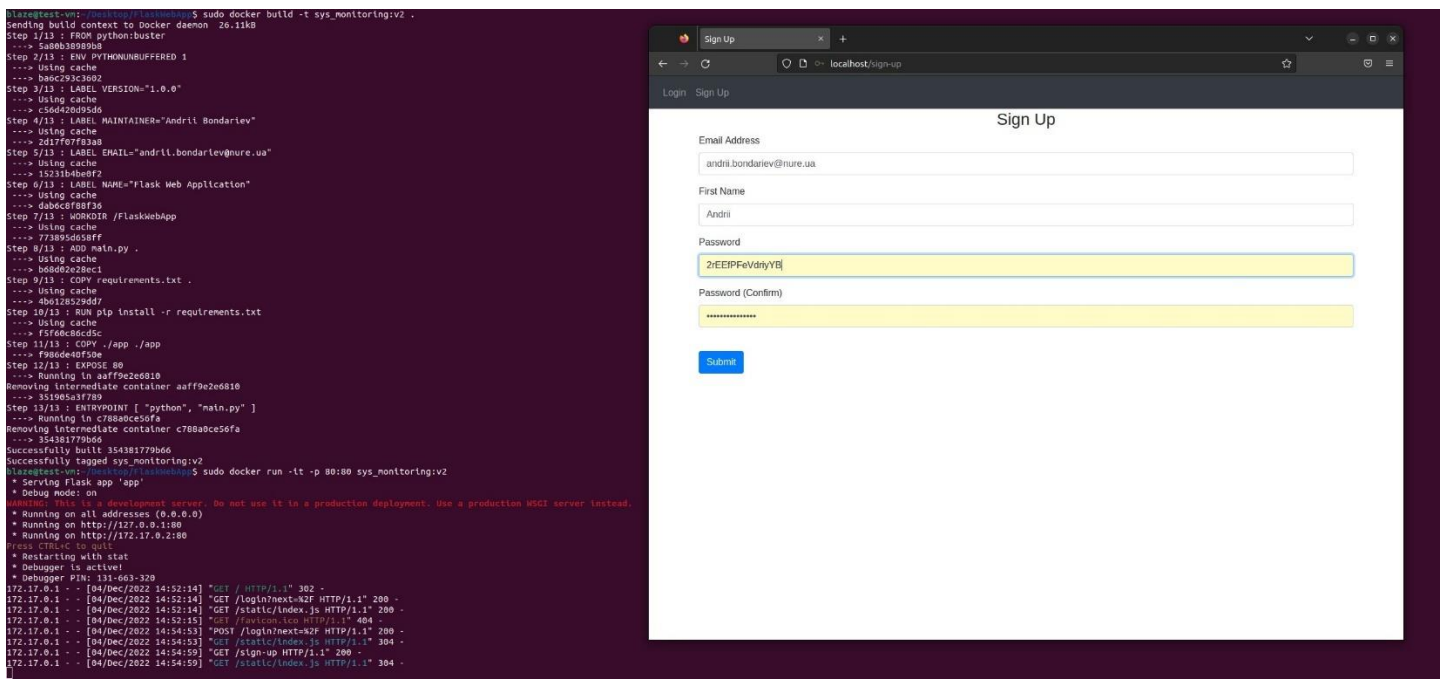 blaze@test-vm:~/Desktop/FlaskWebApp$ sudo docker build -t sys_monitoring:v2 .
Sending build context to Docker daemon  26.11kB
Step 1/13 : FROM python:buster
 ---> 5a80b38989b8
Step 2/13 : ENV PYTHONUNBUFFERED 1
 ---> Using cache
 ---> ba6c293c3602
Step 3/13 : LABEL VERSION="1.0.0"
 ---> Using cache
 ---> c56d420d95d6
Step 4/13 : LABEL MAINTAINER="Andrii Bondariev"
 ---> Using cache
 ---> 2d17f07f83a8
Step 5/13 : LABEL EMAIL="andrii.bondariev@nure.ua"
 ---> Using cache
 ---> 15231b4be0f2
Step 6/13 : LABEL NAME="Flask Web Application"
 ---> Using cache
 ---> dab6c8f88f36
Step 7/13 : WORKDIR /FlaskWebApp
 ---> Using cache
 ---> 773895d658ff
Step 8/13 : ADD main.py .
 ---> Using cache
 ---> b68d02e28ec1
Step 9/13 : COPY requirements.txt .
 ---> Using cache
 ---> 4b6128529dd7
Step 10/13 : RUN pip install -r requirements.txt
 ---> Using cache
 ---> f5f60c86cd5c
Step 11/13 : COPY ./app ./app
 ---> f986de40f50e
Step 12/13 : EXPOSE 80
 ---> Running in aaff9e2e6810
Removing intermediate container aaff9e2e6810
 ---> 351905a3f789
Step 13/13 : ENTRYPOINT [ "python", "main.py" ]
 ---> Running in c788a0ce56fa
Removing intermediate container c788a0ce56fa
 ---> 354381779b66
Successfully built 354381779b66
Successfully tagged sys_monitoring:v2
blaze@test-vm:~/Desktop/FlaskWebApp$ sudo docker run -it -p 80:80 sys_monitoring:v2
 * Serving Flask app 'app'
 * Debug mode: on
WARNING: This is a development server. Do not use it in a production deployment. Use a production WSGI server instead.
 * Running on all addresses (0.0.0.0)
 * Running on http://127.0.0.1:80
 * Running on http://172.17.0.2:80
Press CTRL+C to quit
 * Restarting with stat
 * Debugger is active!
 * Debugger PIN: 131-663-320
172.17.0.1 - - [04/Dec/2022 14:52:14] "GET / HTTP/1.1" 302 -
172.17.0.1 - - [04/Dec/2022 14:52:14] "GET /login?next=%2F HTTP/1.1" 200 -
172.17.0.1 - - [04/Dec/2022 14:52:14] "GET /static/index.js HTTP/1.1" 200 -
172.17.0.1 - - [04/Dec/2022 14:52:15] "GET /favicon.ico HTTP/1.1" 404 -
172.17.0.1 - - [04/Dec/2022 14:54:53] "POST /login?next=%2F HTTP/1.1" 200 -
172.17.0.1 - - [04/Dec/2022 14:54:53] "GET /static/index.js HTTP/1.1" 304 -
172.17.0.1 - - [04/Dec/2022 14:54:59] "GET /sign-up HTTP/1.1" 200 -
172.17.0.1 - - [04/Dec/2022 14:54:59] "GET /static/index.js HTTP/1.1" 304 -
Sign Up
localhost/sign-up
Login Sign Up
Sign Up
Email Address
andrii.bondariev@nure.ua
First Name
Andrii
Password
2rEEfPFeVdriyYB
Password (Confirm)
•••••••••••••••
Submit